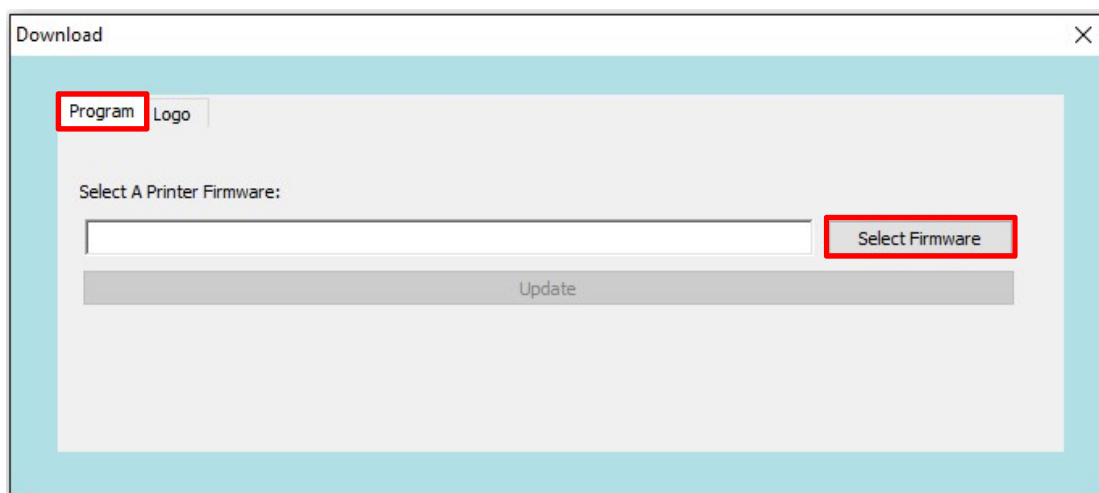 Download
Program Logo
Select A Printer Firmware:
Select Firmware
Update